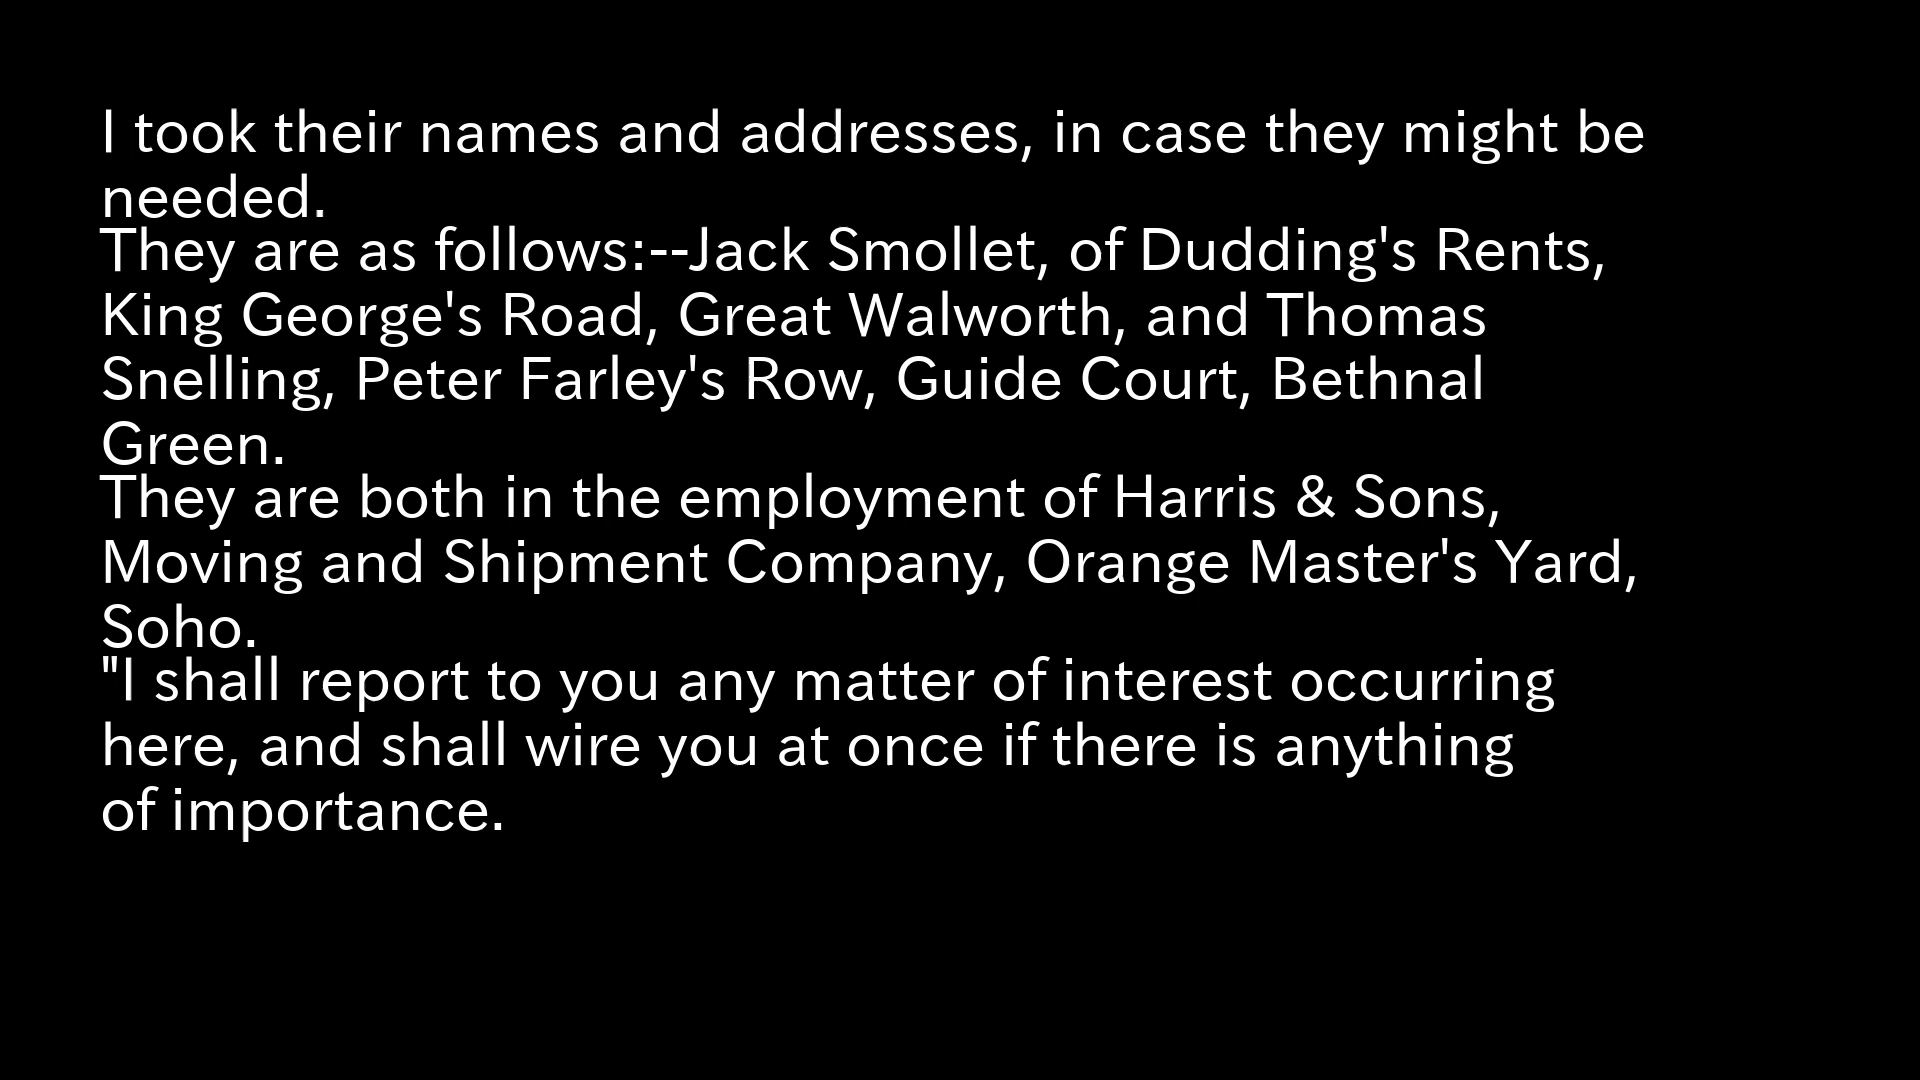 I took their names and addresses, in case they might be
needed.
They are as follows:--Jack Smollet, of Dudding's Rents,
King George's Road, Great Walworth, and Thomas
Snelling, Peter Farley's Row, Guide Court, Bethnal
Green.
They are both in the employment of Harris & Sons,
Moving and Shipment Company, Orange Master's Yard,
Soho.
"I shall report to you any matter of interest occurring
here, and shall wire you at once if there is anything
of importance.